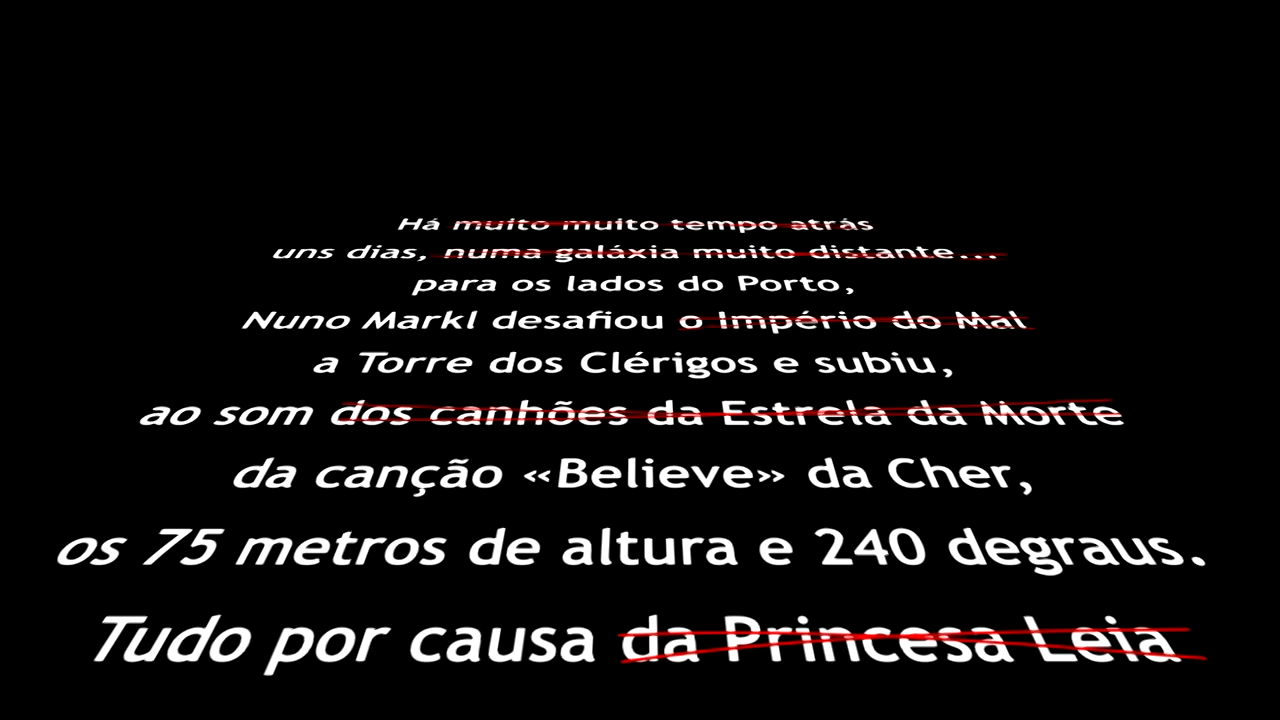 Há muito muito tempo atrás
uns dias, numa galáxia muito distante...
para os lados do Porto,
Nuno Markl desafiou o Império do Mal
a Torre dos Clérigos e subiu,
ao som dos canhões da Estrela da Morte
da canção «Believe» da Cher,
os 75 metros de altura e 240 degraus.
Tudo por causa da Princesa Leia